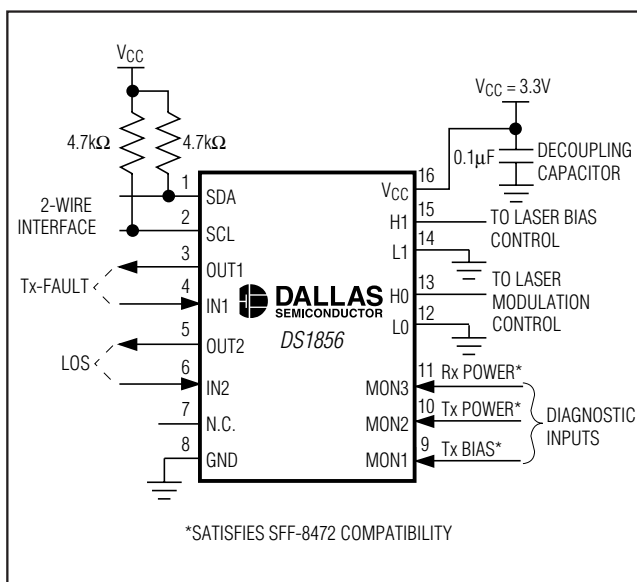 VCC
4.7kΩ
4.7kΩ
2-WIRE
INTERFACE
Tx-FAULT
LOS
1
2
3
4
5
6
7
8
SDA
SCL
OUT1
IN1
OUT2
IN2
N.C.
GND
DALLAS
SEMICONDUCTOR
DS1856
VCC
H1
L1
H0
L0
MON3
MON2
MON1
16
15
14
13
12
11
10
9
VCC = 3.3V
0.1µF
DECOUPLING
CAPACITOR
TO LASER BIAS
CONTROL
TO LASER
MODULATION
CONTROL
Rx POWER*
Tx POWER*
Tx BIAS*
DIAGNOSTIC
INPUTS
*SATISFIES SFF-8472 COMPATIBILITY